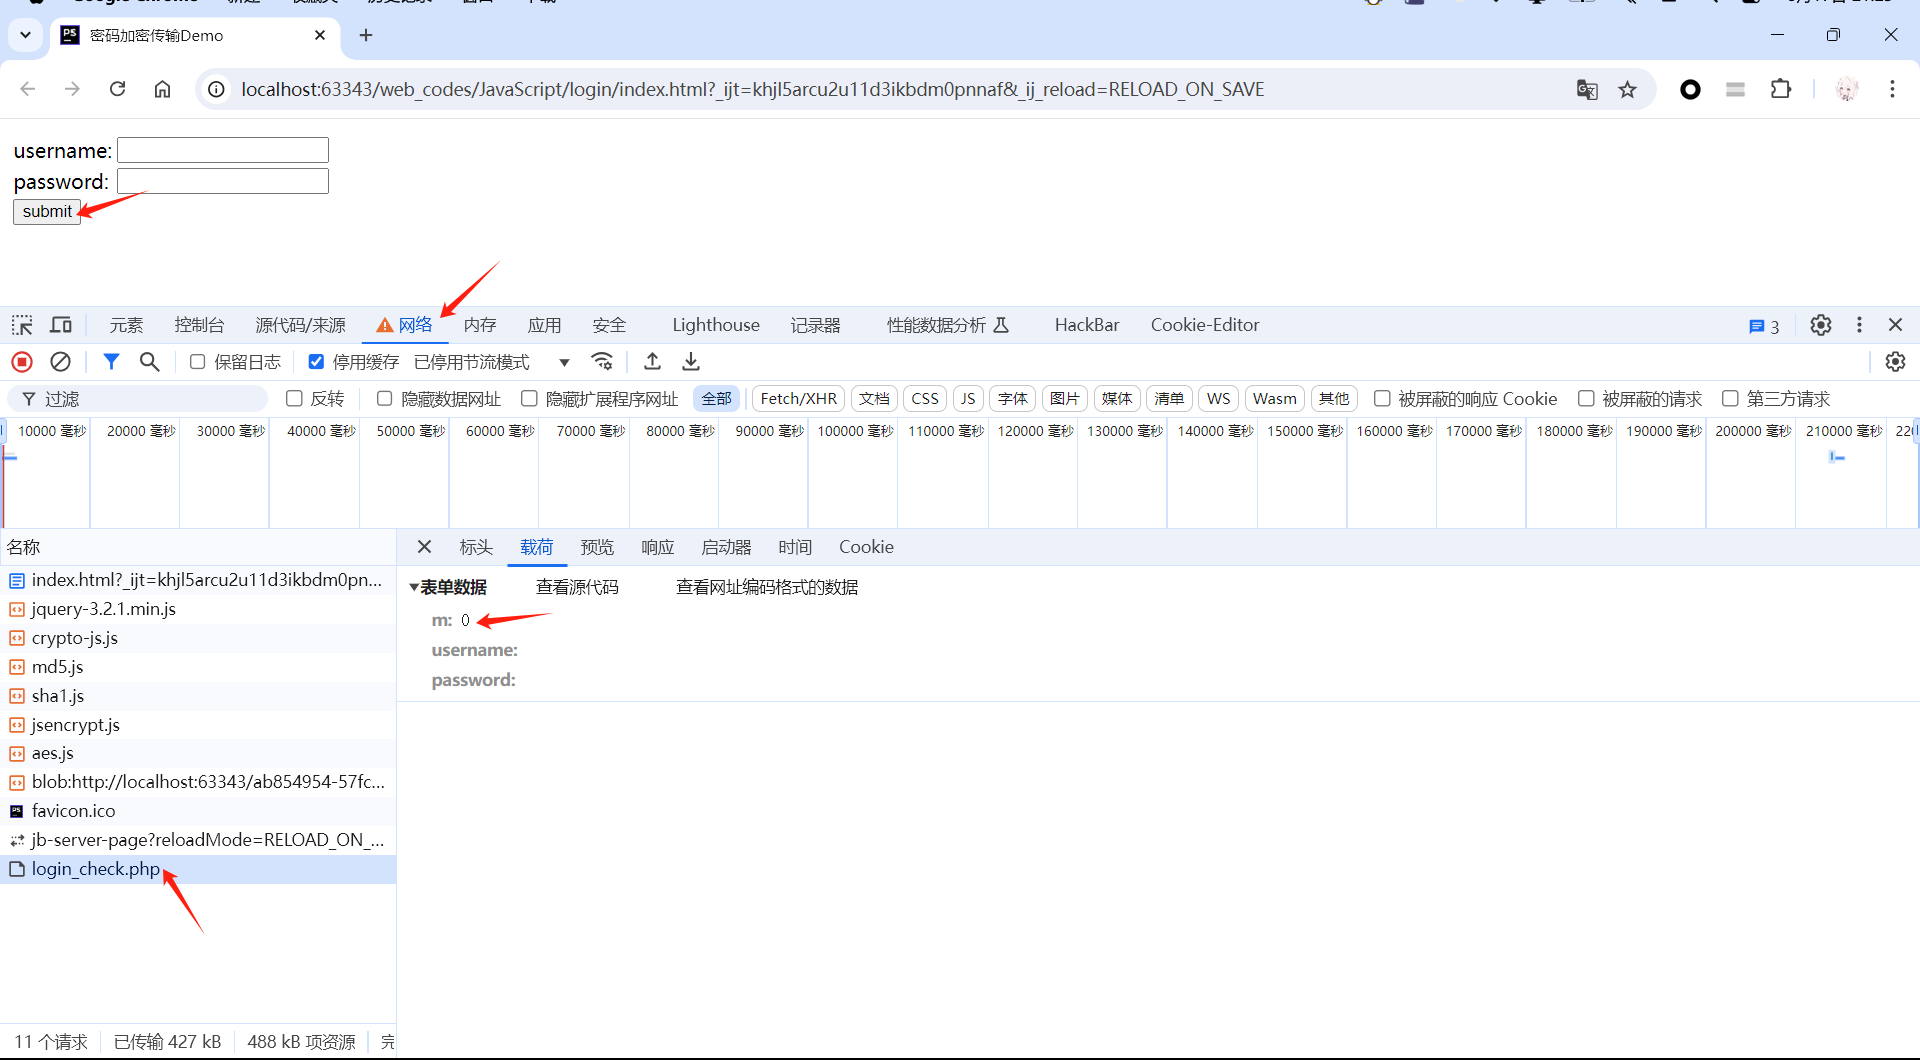 Google Chrome
密码加密传输Demo
localhost:63343/web_codes/JavaScript/login/index.html?_ijt=khjl5arcu2u11d3ikbdm0pnnaf&_ij_reload=RELOAD_ON_SAVE
username:
password:
submit
元素 控制台 源代码/来源 网络 内存 应用 安全 Lighthouse 记录器 性能数据分析 HackBar Cookie-Editor 3
保留日志 停用缓存 已停用节流模式
过滤 反转 隐藏数据网址 隐藏扩展程序网址 全部 Fetch/XHR 文档 CSS JS 字体 图片 媒体 清单 WS Wasm 其他 被屏蔽的响应 Cookie 被屏蔽的请求 第三方请求
10000 毫秒 20000 毫秒 30000 毫秒 40000 毫秒 50000 毫秒 60000 毫秒 70000 毫秒 80000 毫秒 90000 毫秒 100000 毫秒 110000 毫秒 120000 毫秒 130000 毫秒 140000 毫秒 150000 毫秒 160000 毫秒 170000 毫秒 180000 毫秒 190000 毫秒 200000 毫秒 210000 毫秒 220
名称
index.html?_ijt=khjl5arcu2u11d3ikbdm0pn...
jquery-3.2.1.min.js
crypto-js.js
md5.js
sha1.js
jsencrypt.js
aes.js
blob:http://localhost:63343/ab854954-57fc...
favicon.ico
jb-server-page?reloadMode=RELOAD_ON_...
login_check.php
标头 载荷 预览 响应 启动器 时间 Cookie
表单数据 查看源代码 查看网址编码格式的数据
m: 0
username:
password:
11 个请求 已传输 427 kB 488 kB 项资源 完